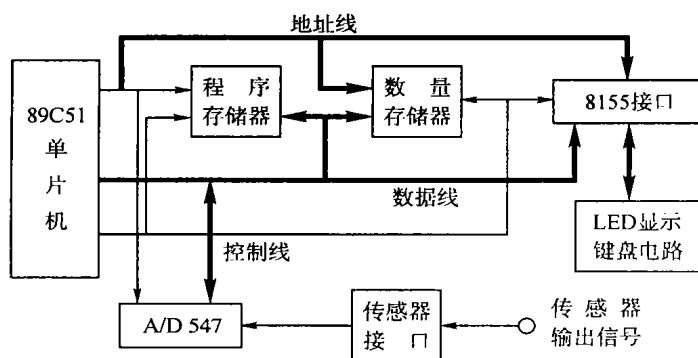 地址线
89C51
单
片
机
程 序
存储器
数 量
存储器
8155接口
数据线
控制线
LED显示
键盘电路
A/D 547
传感器
接 口
传 感 器
输出信号